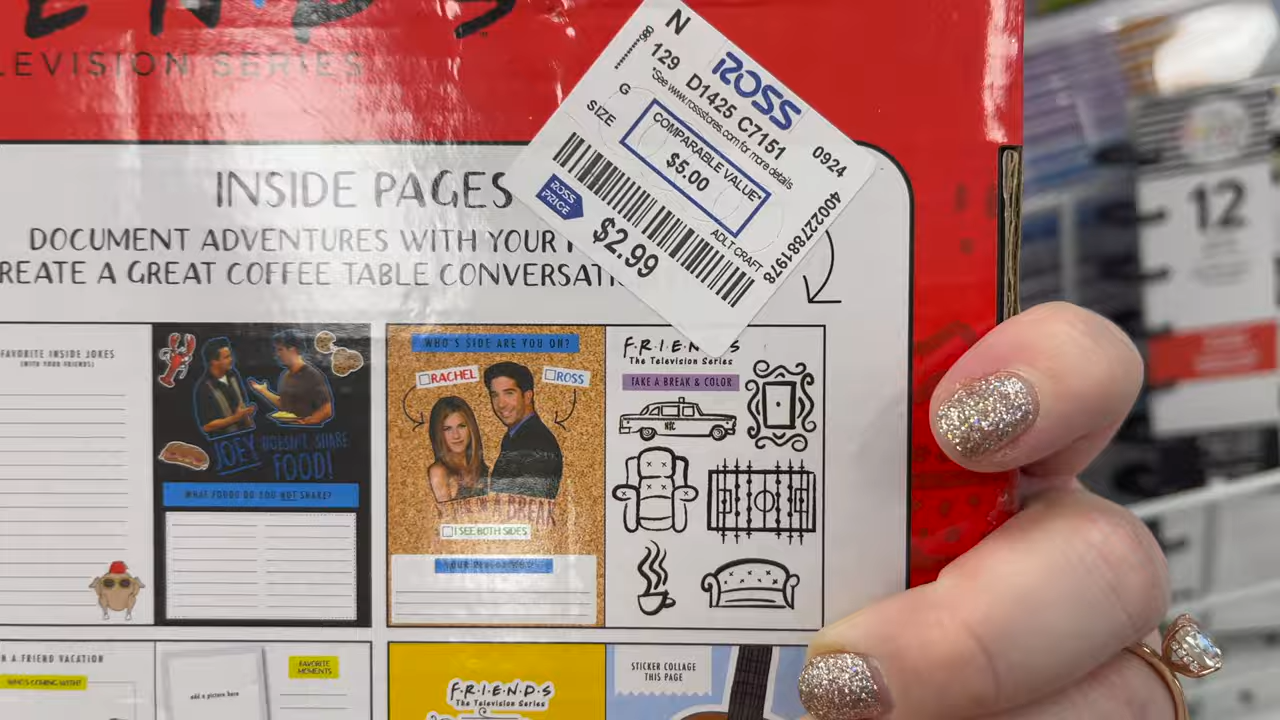 LEVISION SERIES
N
129 D1425 C7151 0924
ROSS
*See www.rossstores.com for more details
G
SIZE
COMPARABLE VALUE*
$5.00
ROSS
PRICE
$2.99
ADLT CRAFT
400227881978
INSIDE PAGES
DOCUMENT ADVENTURES WITH YOUR
REATE A GREAT COFFEE TABLE CONVERSATI
FAVORITE INSIDE JOKES
(WITH YOUR FRIENDS)
JOEY DOESN'T SHARE
FOOD!
WHAT FOODS DO YOU NOT SHARE?
WHO'S SIDE ARE YOU ON?
RACHEL
ROSS
A BREAK
I SEE BOTH SIDES
F·R·I·E·N·D·S
The Television Series
TAKE A BREAK & COLOR
N A FRIEND VACATION
WHO'S COMING WITH?
add a picture here
FAVORITE
MOMENTS
F·R·I·E·N·D·S
The Television Series
STICKER COLLAGE
THIS PAGE
12